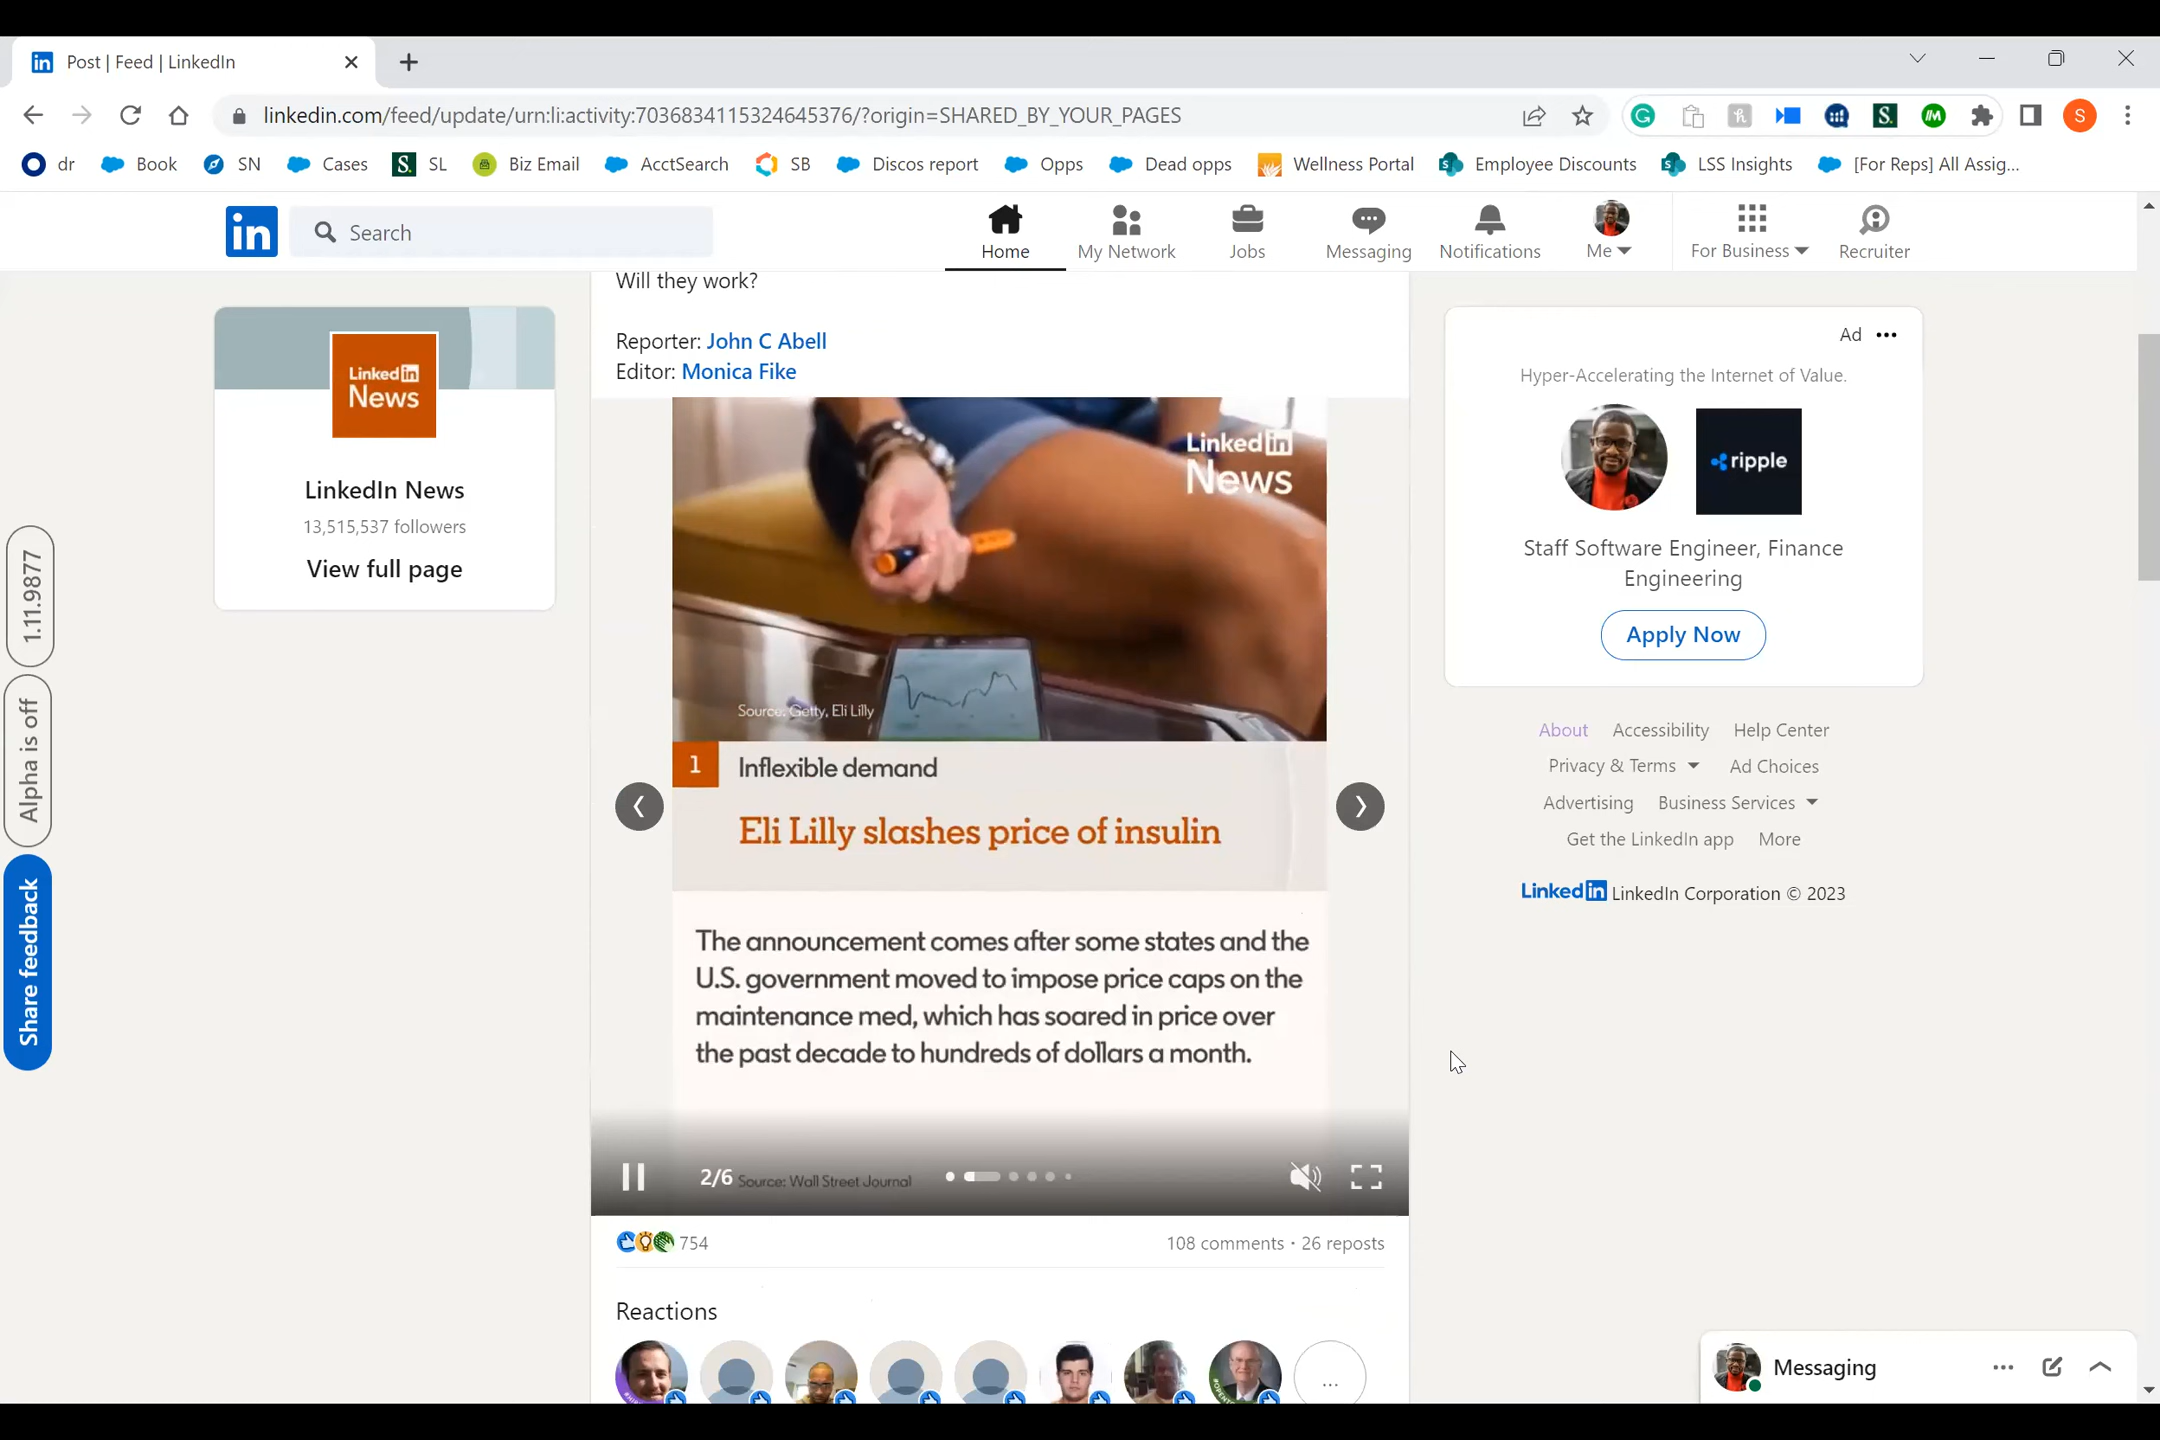 Post | Feed | LinkedIn
linkedin.com/feed/update/urn:li:activity:7036834115324645376/?origin=SHARED_BY_YOUR_PAGES
S
dr
Book
SN
Cases
SL
Biz Email
AcctSearch
SB
Discos report
Opps
Dead opps
Wellness Portal
Employee Discounts
LSS Insights
[For Reps] All Assig...
in
Search
Home
My Network
Jobs
Messaging
Notifications
Me
For Business
Recruiter
1.11.9877
Alpha is off
Share feedback
Linked in
News
LinkedIn News
13,515,537 followers
View full page
Will they work?
Reporter: John C Abell
Editor: Monica Fike
Linked in
News
Source: Getty, Eli Lilly
1
Inflexible demand
Eli Lilly slashes price of insulin
The announcement comes after some states and the
U.S. government moved to impose price caps on the
maintenance med, which has soared in price over
the past decade to hundreds of dollars a month.
2/6
Source: Wall Street Journal
754
108 comments • 26 reposts
Reactions
...
Ad
Hyper-Accelerating the Internet of Value.
ripple
Staff Software Engineer, Finance
Engineering
Apply Now
About Accessibility Help Center
Privacy & Terms Ad Choices
Advertising Business Services
Get the LinkedIn app More
Linked in LinkedIn Corporation © 2023
Messaging